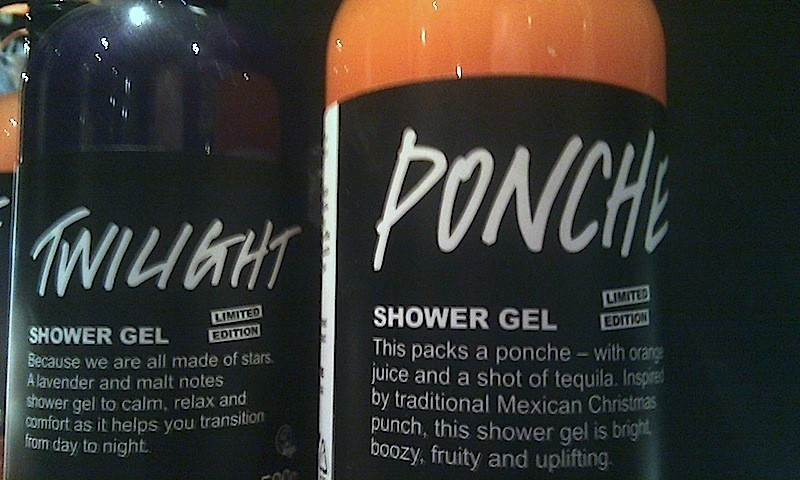 TWILIGHT
LIMITED
EDITION
SHOWER GEL
Because we are all made of stars.
A lavender and malt notes
shower gel to calm, relax and
comfort as it helps you transition
from day to night.
PONCHE
LIMITED
EDITION
SHOWER GEL
This packs a ponche – with orange
juice and a shot of tequila. Inspired
by traditional Mexican Christmas
punch, this shower gel is bright,
boozy, fruity and uplifting.